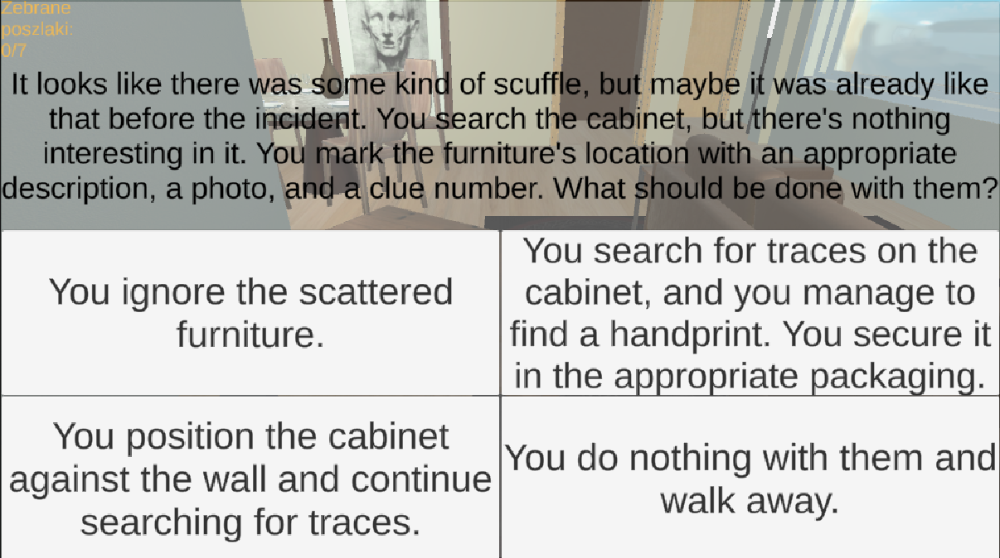 Zebrane
poszlaki:
0/7
It looks like there was some kind of scuffle, but maybe it was already like
that before the incident. You search the cabinet, but there's nothing
interesting in it. You mark the furniture's location with an appropriate
description, a photo, and a clue number. What should be done with them?
You ignore the scattered
furniture.
You search for traces on the
cabinet, and you manage to
find a handprint. You secure it
in the appropriate packaging.
You position the cabinet
against the wall and continue
searching for traces.
You do nothing with them and
walk away.